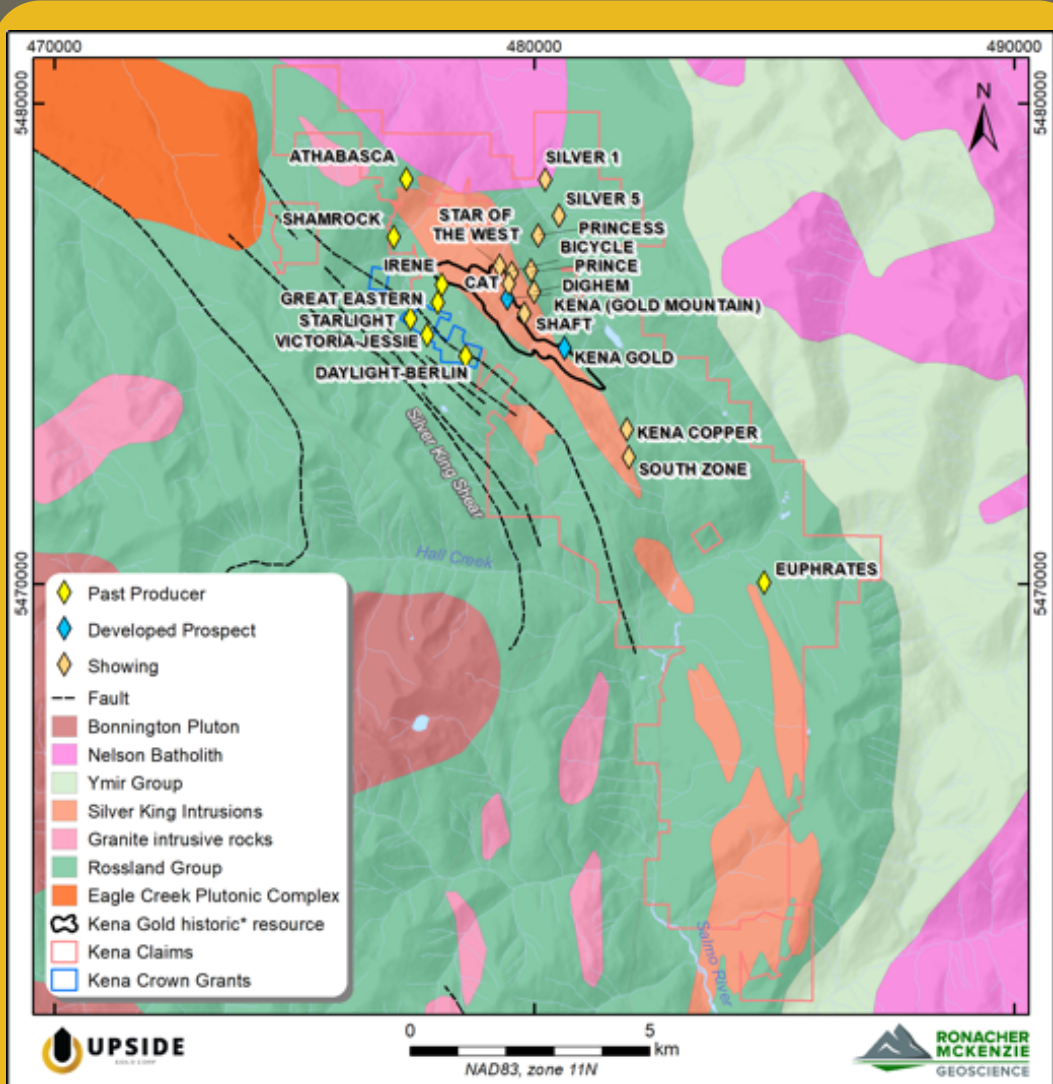 470000
480000
490000
5480000
5480000
N
ATHABASCA
SILVER 1
SILVER 5
SHAMROCK
STAR OF
THE WEST
PRINCESS
BICYCLE
IRENE
PRINCE
CAT
DIGHEM
GREAT EASTERN
KENA (GOLD MOUNTAIN)
STARLIGHT
SHAFT
VICTORIA-JESSIE
KENA GOLD
DAYLIGHT-BERLIN
Silver King Shear
KENA COPPER
SOUTH ZONE
Hall Creek
EUPHRATES
5470000
5470000
Past Producer
Developed Prospect
Showing
Fault
Bonnington Pluton
Nelson Batholith
Ymir Group
Silver King Intrusions
Granite intrusive rocks
Rossland Group
Eagle Creek Plutonic Complex
Kena Gold historic* resource
Kena Claims
Kena Crown Grants
Salmo River
UPSIDE
GOLD CORP
0 5
km
NAD83, zone 11N
RONACHER
MCKENZIE
GEOSCIENCE